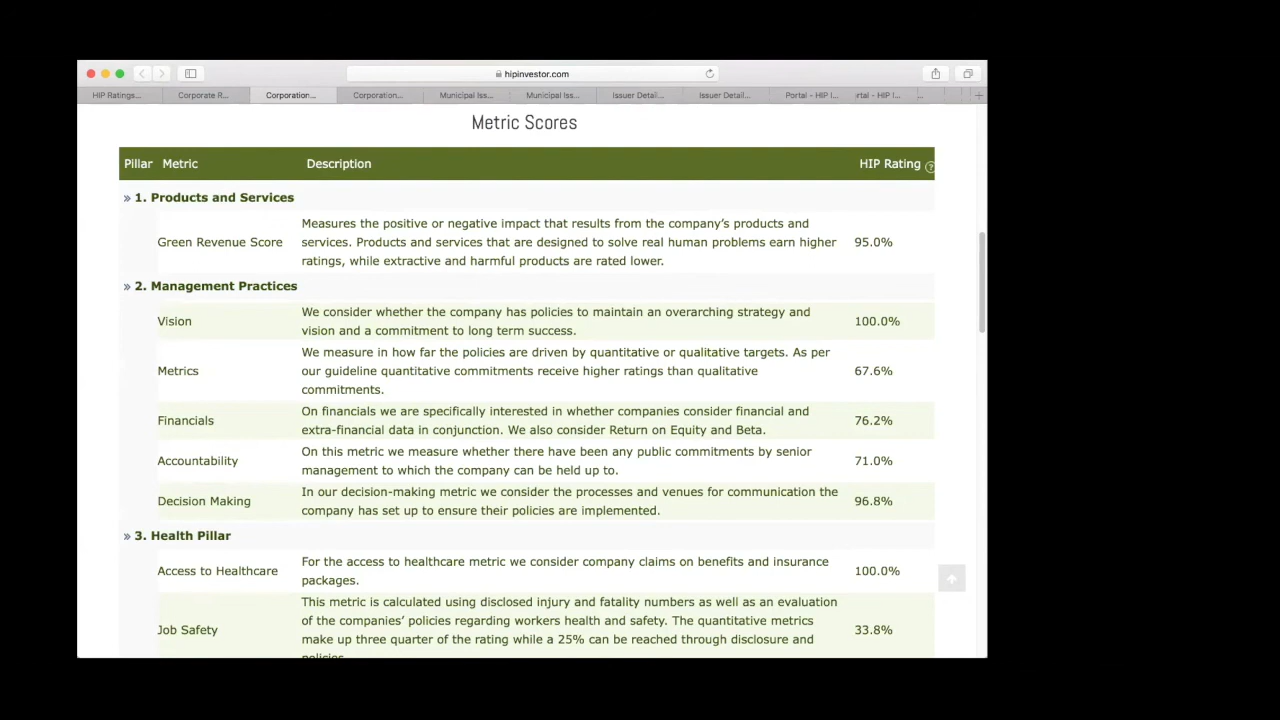 hipinvestor.com
HIP Ratings...
Corporate R...
Corporation...
Corporation...
Municipal Iss...
Municipal Iss...
Issuer Detail...
Issuer Detail...
Portal – HIP I...
rtal – HIP I...
...
Metric Scores
Pillar Metric Description HIP Rating ?
» 1. Products and Services
Measures the positive or negative impact that results from the company’s products and
Green Revenue Score services. Products and services that are designed to solve real human problems earn higher 95.0%
ratings, while extractive and harmful products are rated lower.
» 2. Management Practices
We consider whether the company has policies to maintain an overarching strategy and
Vision 100.0%
vision and a commitment to long term success.
We measure in how far the policies are driven by quantitative or qualitative targets. As per
Metrics our guideline quantitative commitments receive higher ratings than qualitative 67.6%
commitments.
On financials we are specifically interested in whether companies consider financial and
Financials 76.2%
extra-financial data in conjunction. We also consider Return on Equity and Beta.
On this metric we measure whether there have been any public commitments by senior
Accountability 71.0%
management to which the company can be held up to.
In our decision-making metric we consider the processes and venues for communication the
Decision Making 96.8%
company has set up to ensure their policies are implemented.
» 3. Health Pillar
For the access to healthcare metric we consider company claims on benefits and insurance
Access to Healthcare 100.0%
packages.
This metric is calculated using disclosed injury and fatality numbers as well as an evaluation
of the companies’ policies regarding workers health and safety. The quantitative metrics
Job Safety 33.8%
make up three quarter of the rating while a 25% can be reached through disclosure and
policies.